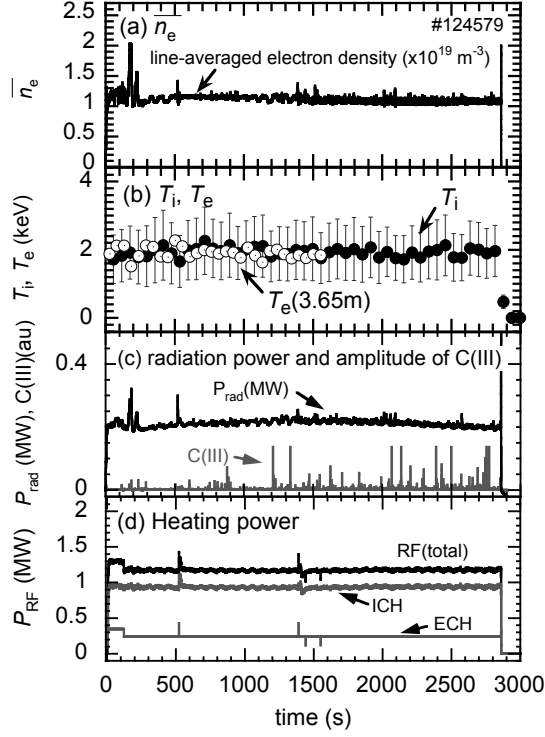 (a) n̅e̅
#124579
line-averaged electron density (x10¹⁹ m⁻³)
n̅e
2.5
2
1.5
1
0.5
0
(b) Ti, Te
Ti
Te(3.65m)
Ti, Te (keV)
4
2
0
(c) radiation power and amplitude of C(III)
Prad(MW)
C(III)
Prad (MW), C(III)(au)
0.4
0
(d) Heating power
RF(total)
ICH
ECH
PRF (MW)
2
1.5
1
0.5
0
0 500 1000 1500 2000 2500 3000
time (s)